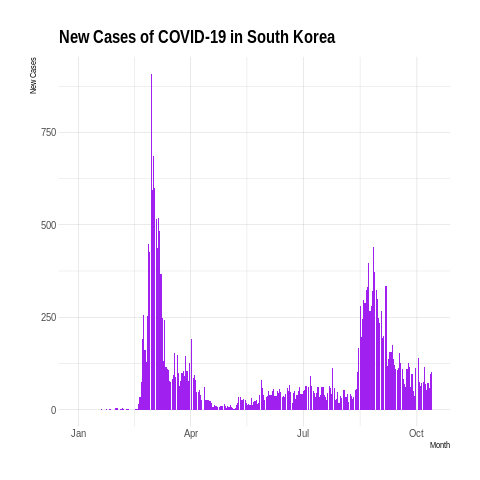 New Cases of COVID-19 in South Korea
New Cases
750
500
250
0
Jan Apr Jul Oct
Month